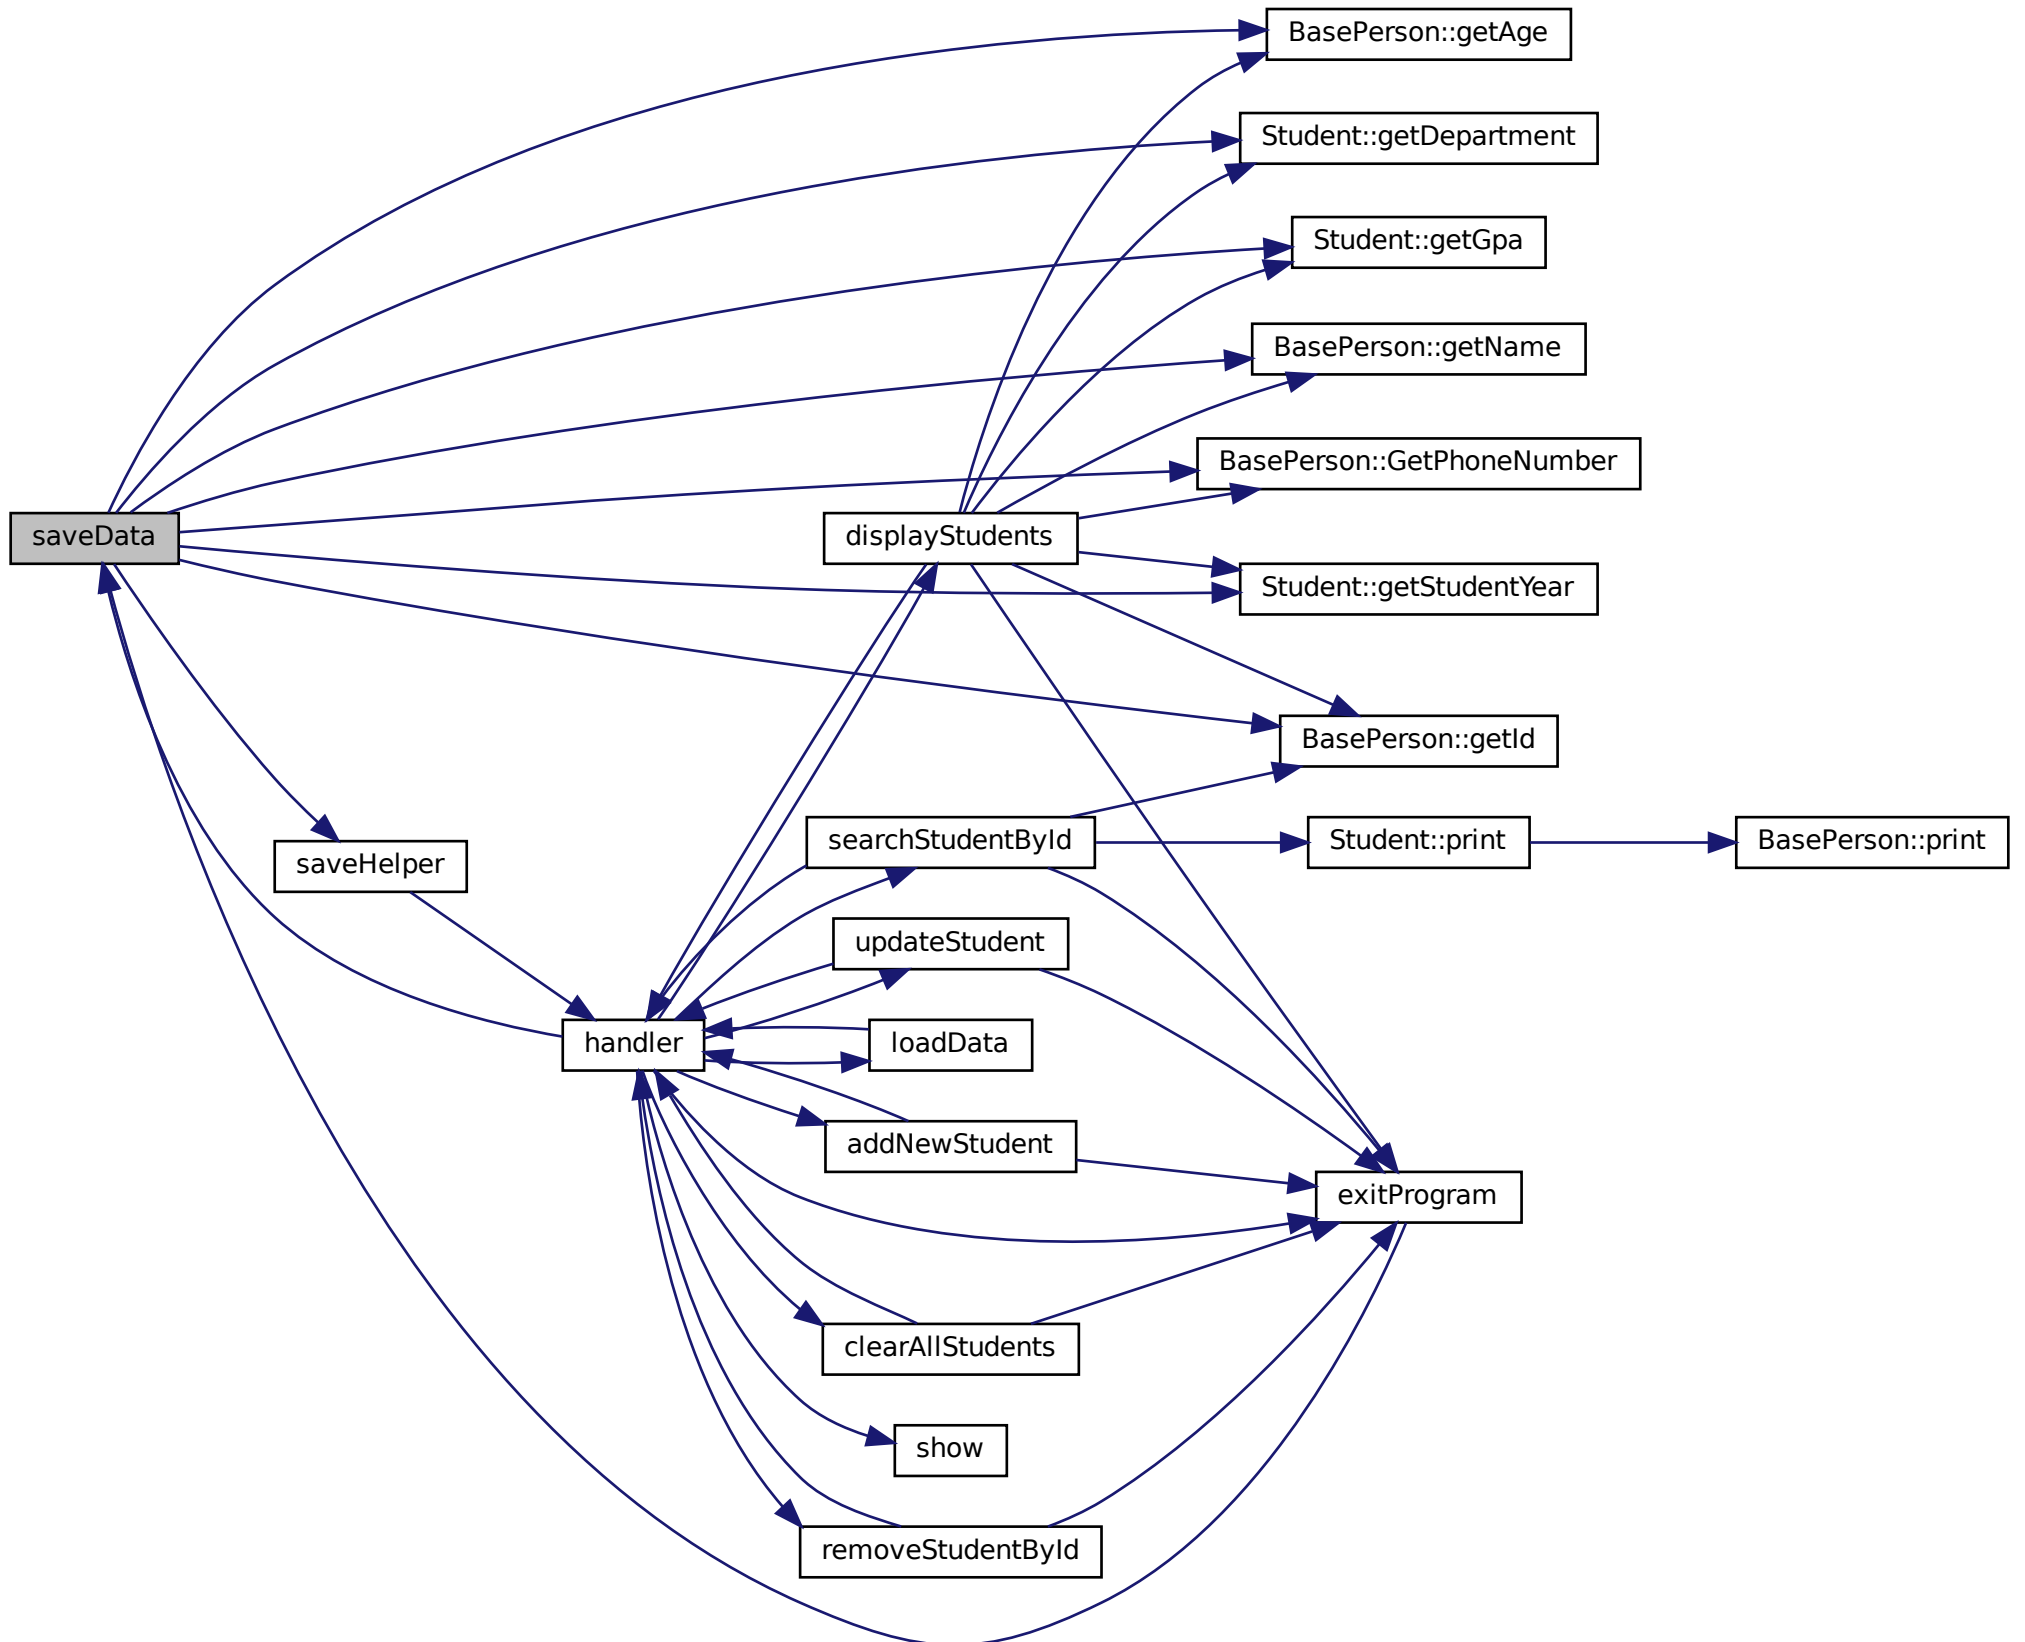 BasePerson::getAge
Student::getDepartment
Student::getGpa
BasePerson::getName
BasePerson::GetPhoneNumber
saveData
displayStudents
Student::getStudentYear
BasePerson::getId
searchStudentById
Student::print
BasePerson::print
saveHelper
updateStudent
handler
loadData
addNewStudent
exitProgram
clearAllStudents
show
removeStudentById